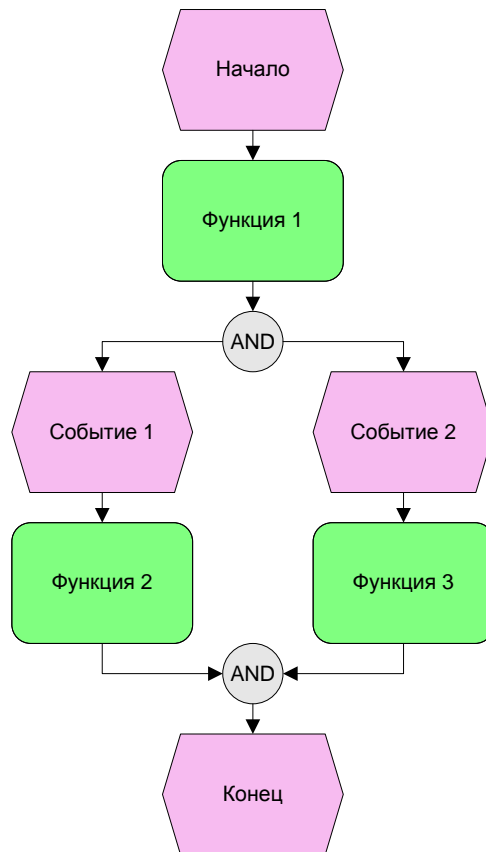 Начало
Функция 1
AND
Событие 1
Событие 2
Функция 2
Функция 3
AND
Конец